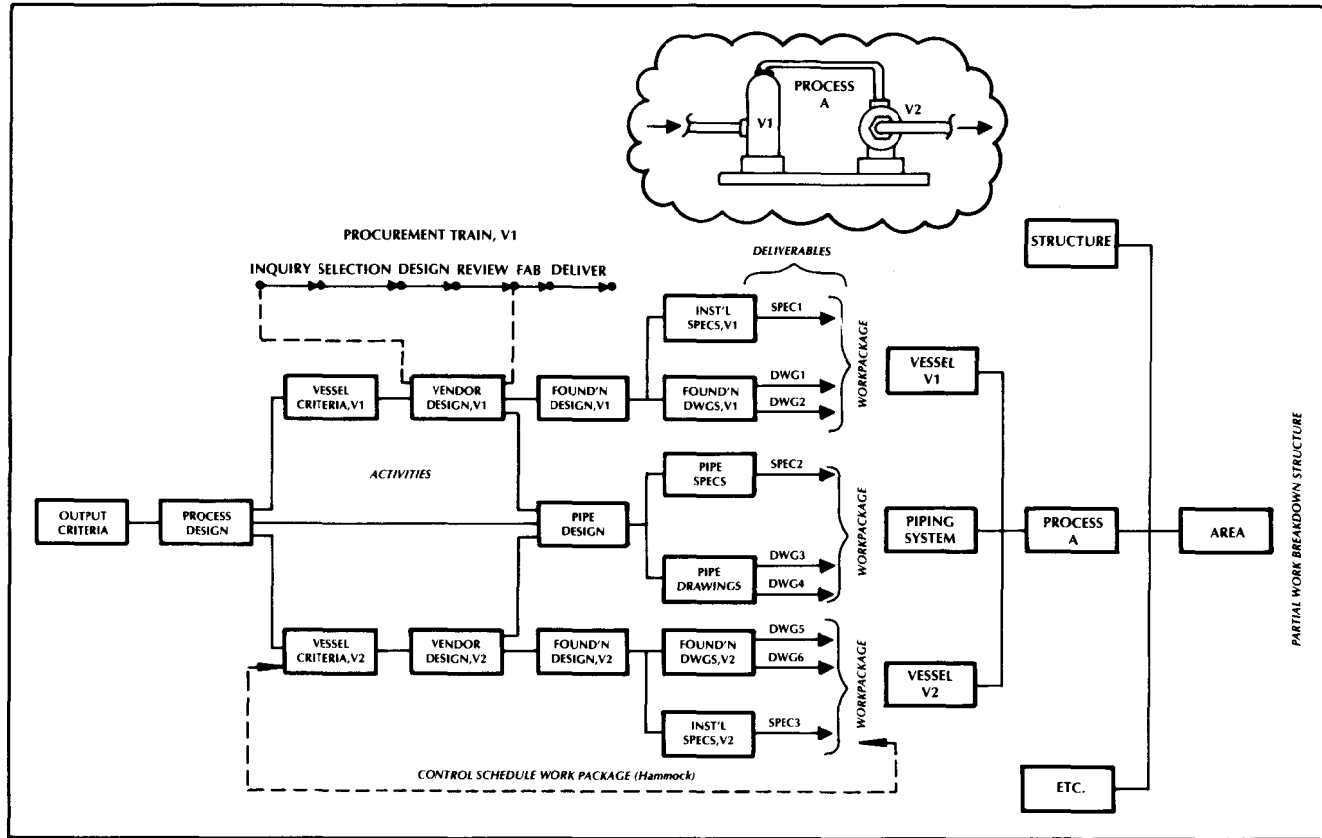 PROCESS
A
V1
V2
PROCUREMENT TRAIN, V1
INQUIRY SELECTION DESIGN REVIEW FAB DELIVER
DELIVERABLES
STRUCTURE
INST'L
SPECS,V1
SPEC1
WORKPACKAGE
VESSEL
V1
VESSEL
CRITERIA,V1
VENDOR
DESIGN,V1
FOUND'N
DESIGN,V1
FOUND'N
DWGS,V1
DWG1
DWG2
ACTIVITIES
PIPE
SPECS
SPEC2
OUTPUT
CRITERIA
PROCESS
DESIGN
PIPE
DESIGN
WORKPACKAGE
PIPING
SYSTEM
PROCESS
A
AREA
PARTIAL WORK BREAKDOWN STRUCTURE
PIPE
DRAWINGS
DWG3
DWG4
VESSEL
CRITERIA,V2
VENDOR
DESIGN,V2
FOUND'N
DESIGN,V2
FOUND'N
DWGS,V2
DWG5
DWG6
WORKPACKAGE
VESSEL
V2
INST'L
SPECS,V2
SPEC3
CONTROL SCHEDULE WORK PACKAGE (Hammock)
ETC.